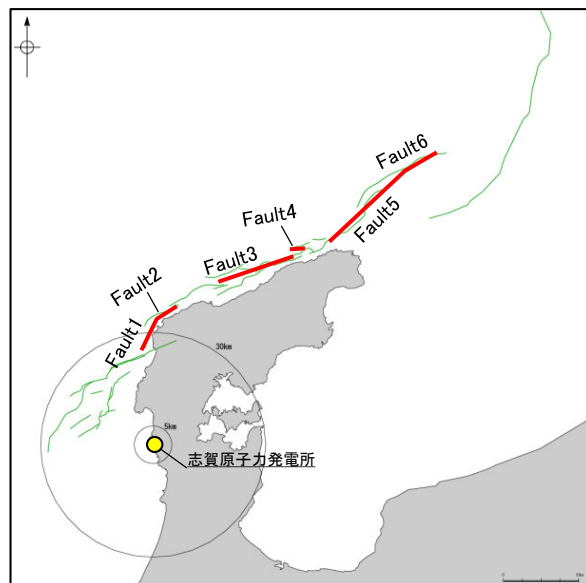 Fault6
Fault5
Fault4
Fault3
Fault2
Fault1
30km
5km
志賀原子力発電所